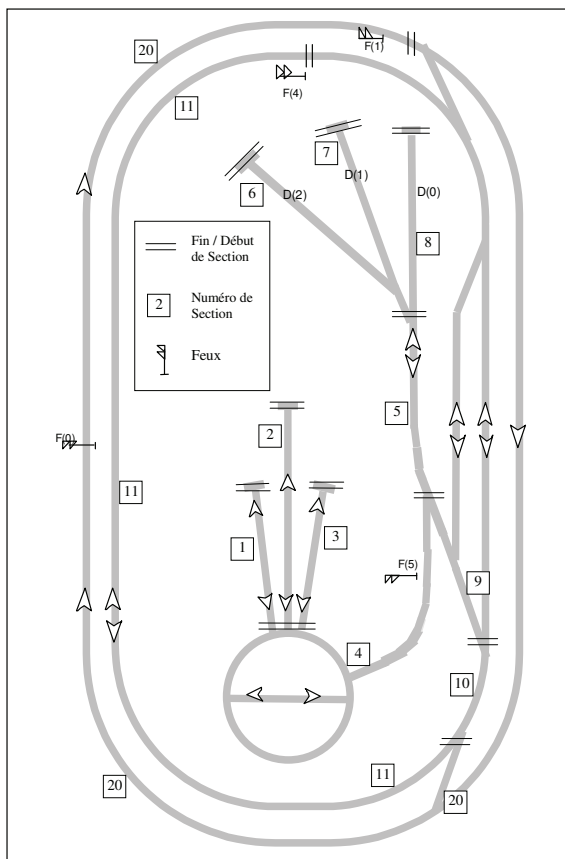 20
F(1)
F(4)
11
7
6
D(2)
D(1)
D(0)
8
Fin / Début
de Section
2
Numéro de
Section
Feux
5
2
F(0)
11
1
3
F(5)
9
4
10
11
20
20